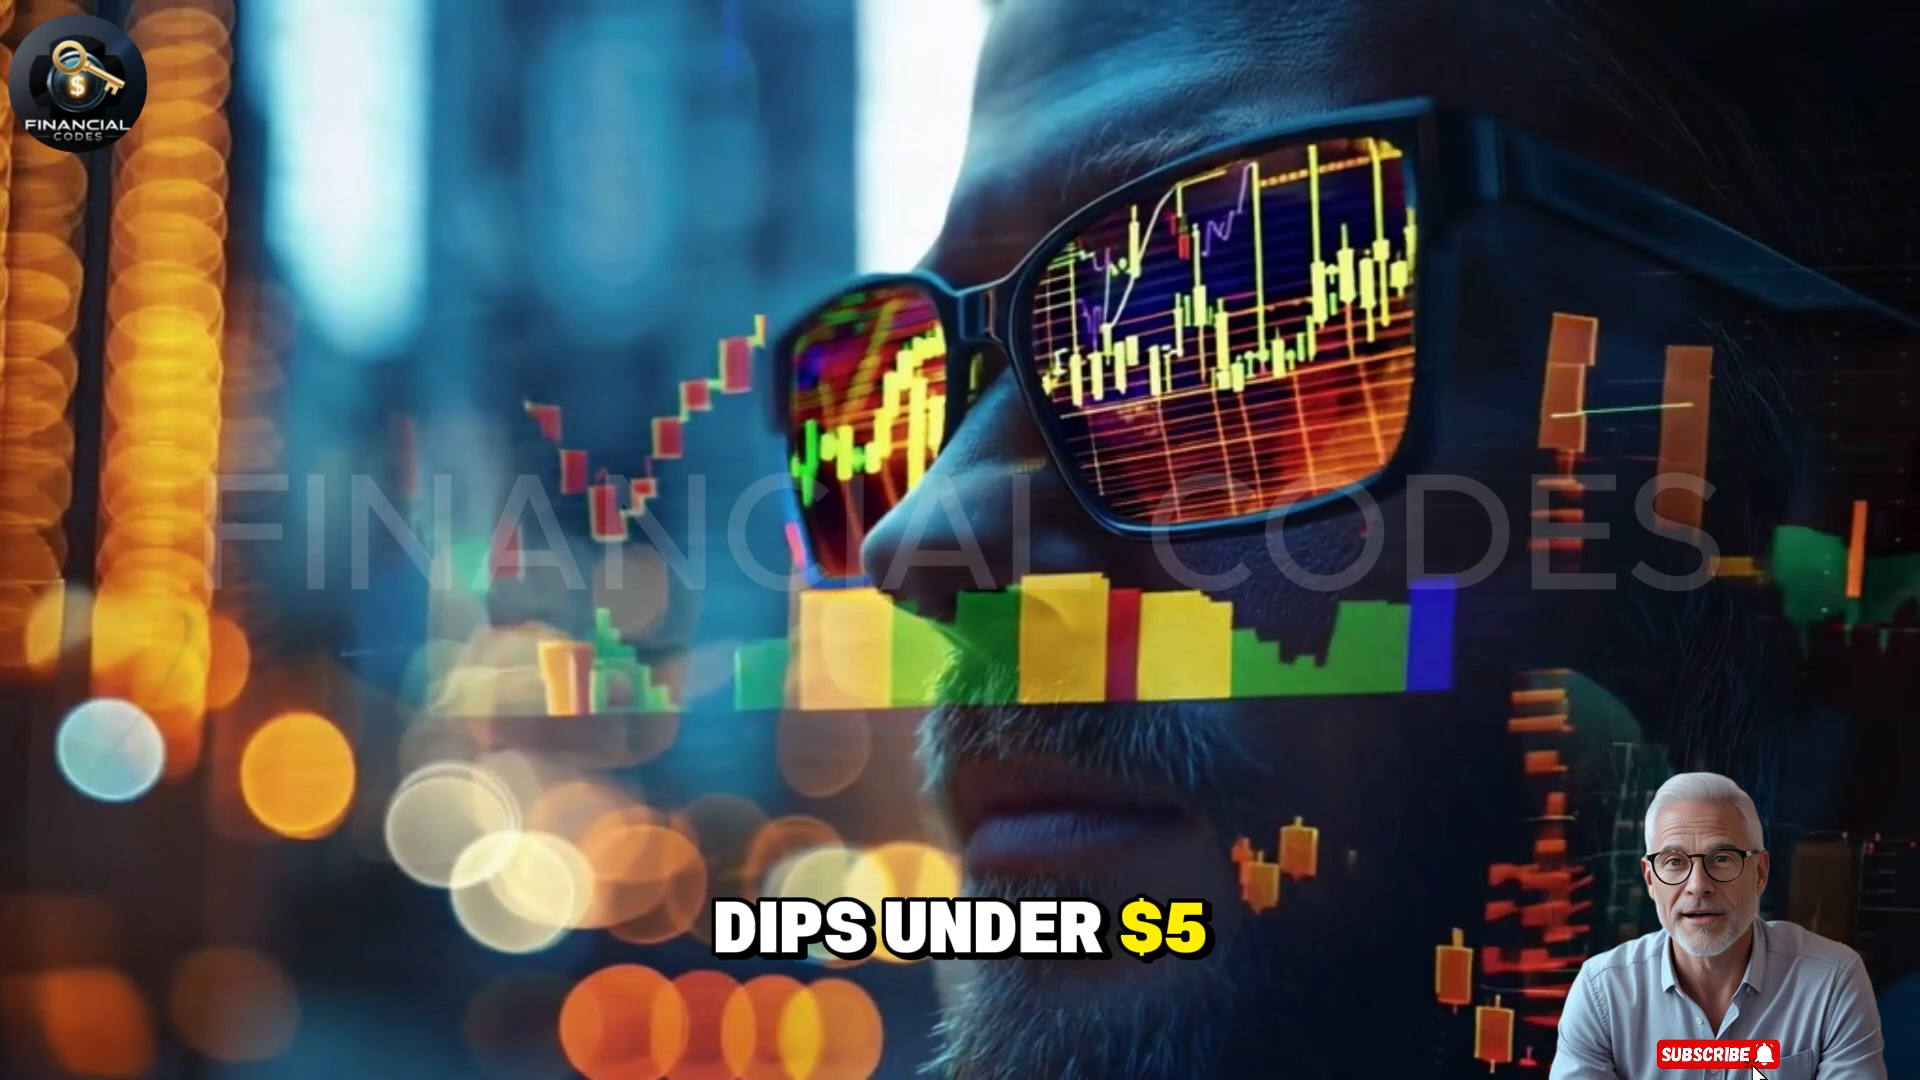 FINANCIAL
CODES
FINANCIAL CODES
DIPS UNDER $5
SUBSCRIBE